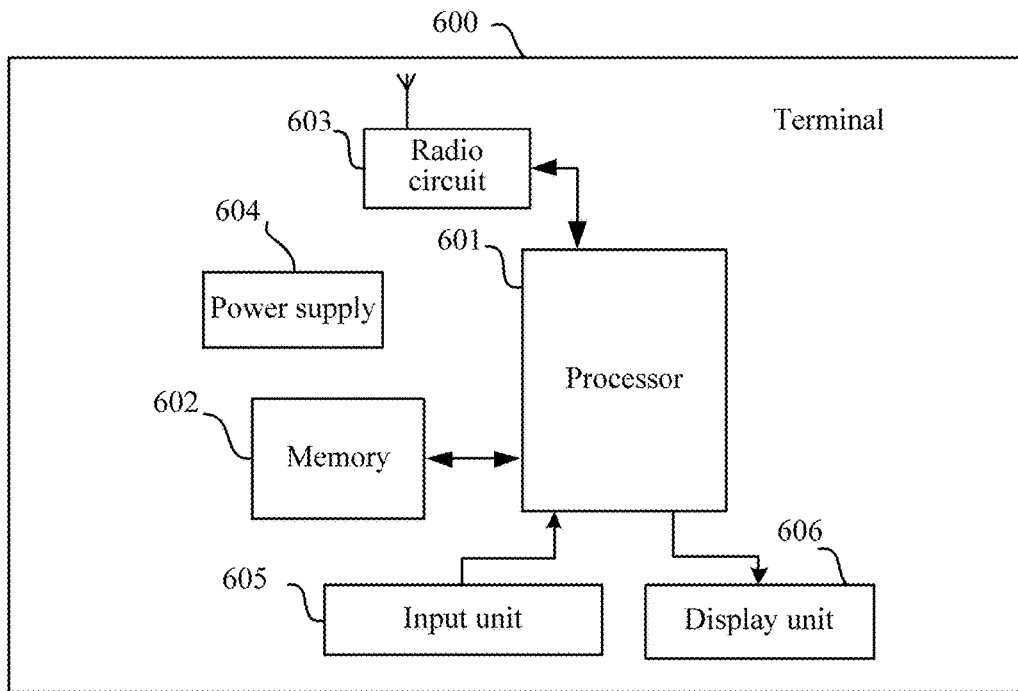 600
Terminal
603
Radio
circuit
604
Power supply
601
Processor
602
Memory
605
Input unit
606
Display unit